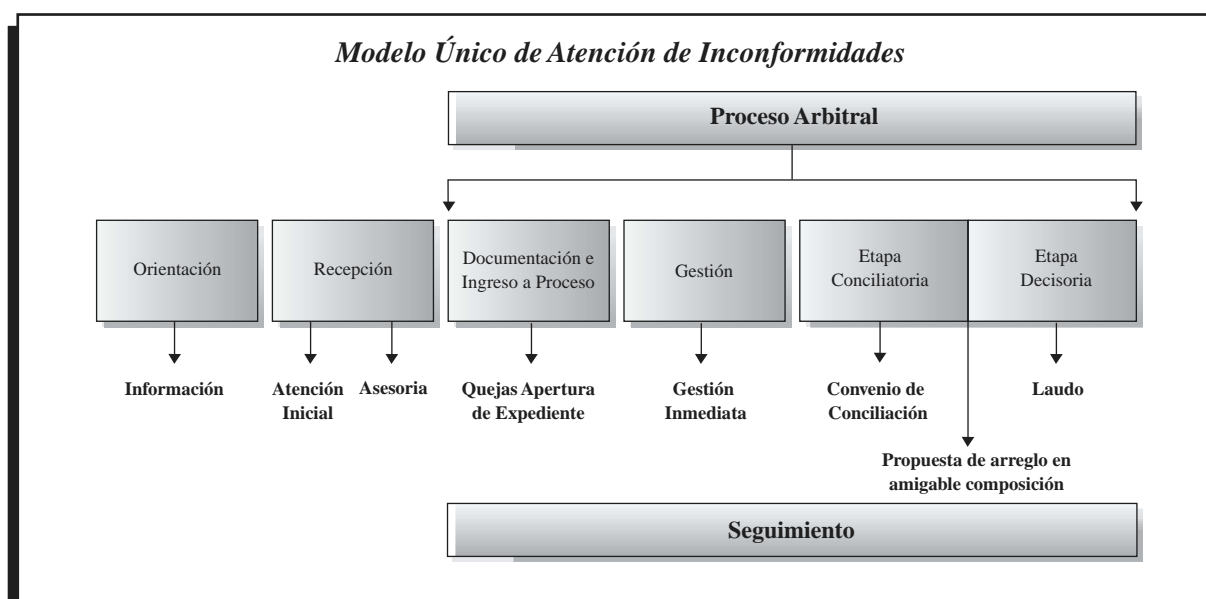 Modelo Único de Atención de Inconformidades
Proceso Arbitral
Orientación
Recepción
Documentación e
Ingreso a Proceso
Gestión
Etapa
Conciliatoria
Etapa
Decisoria
Información
Atención
Inicial
Asesoria
Quejas Apertura
de Expediente
Gestión
Inmediata
Convenio de
Conciliación
Laudo
Propuesta de arreglo en
amigable composición
Seguimiento